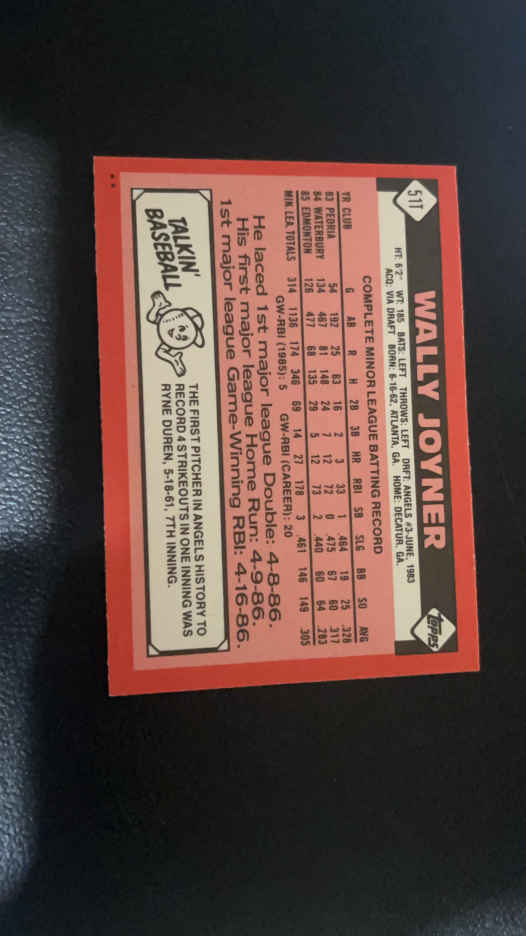 51T
WALLY JOYNER
topps
HT: 6'2" WT: 185 BATS: LEFT THROWS: LEFT DRFT: ANGELS #3-JUNE, 1983
ACQ: VIA DRAFT BORN: 6-16-62, ATLANTA, GA. HOME: DECATUR, GA.
COMPLETE MINOR LEAGUE BATTING RECORD
YR CLUB G AB R H 2B 3B HR RBI SB SLG BB SO AVG
83 PEORIA 54 192 25 63 16 2 3 33 1 .464 19 25 .328
84 WATERBURY 134 467 81 148 24 7 12 72 0 .475 67 60 .317
85 EDMONTON 126 477 68 135 29 5 12 73 2 .440 60 64 .283
MIN. LEA. TOTALS 314 1136 174 346 69 14 27 178 3 .461 146 149 .305
GW-RBI (1985): 5 GW-RBI (CAREER): 20
He laced 1st major league Double: 4-8-86.
His first major league Home Run: 4-9-86.
1st major league Game-Winning RBI: 4-16-86.
TALKIN' BASEBALL
THE FIRST PITCHER IN ANGELS HISTORY TO
RECORD 4 STRIKEOUTS IN ONE INNING WAS
RYNE DUREN, 5-18-61, 7TH INNING.
**